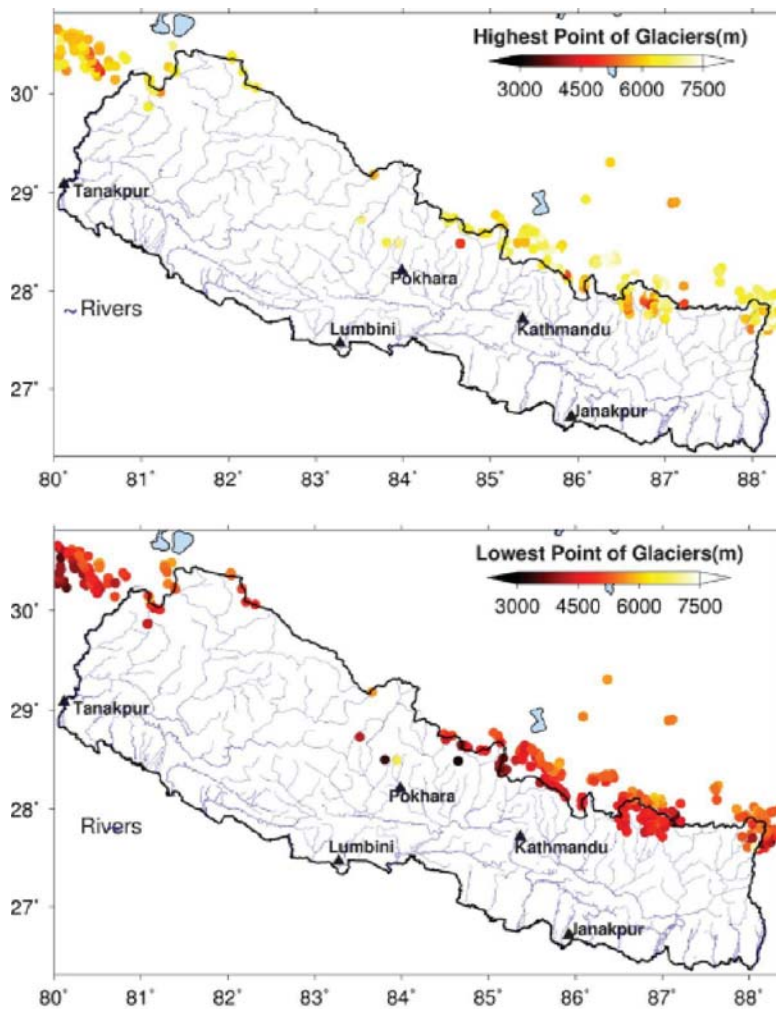 Highest Point of Glaciers(m)
3000 4500 6000 7500
30°
29°
28°
27°
Tanakpur
Pokhara
~Rivers
Lumbini
Kathmandu
Janakpur
80° 81° 82° 83° 84° 85° 86° 87° 88°
Lowest Point of Glaciers(m)
3000 4500 6000 7500
30°
29°
28°
27°
Tanakpur
Pokhara
Rivers
Lumbini
Kathmandu
Janakpur
80° 81° 82° 83° 84° 85° 86° 87° 88°